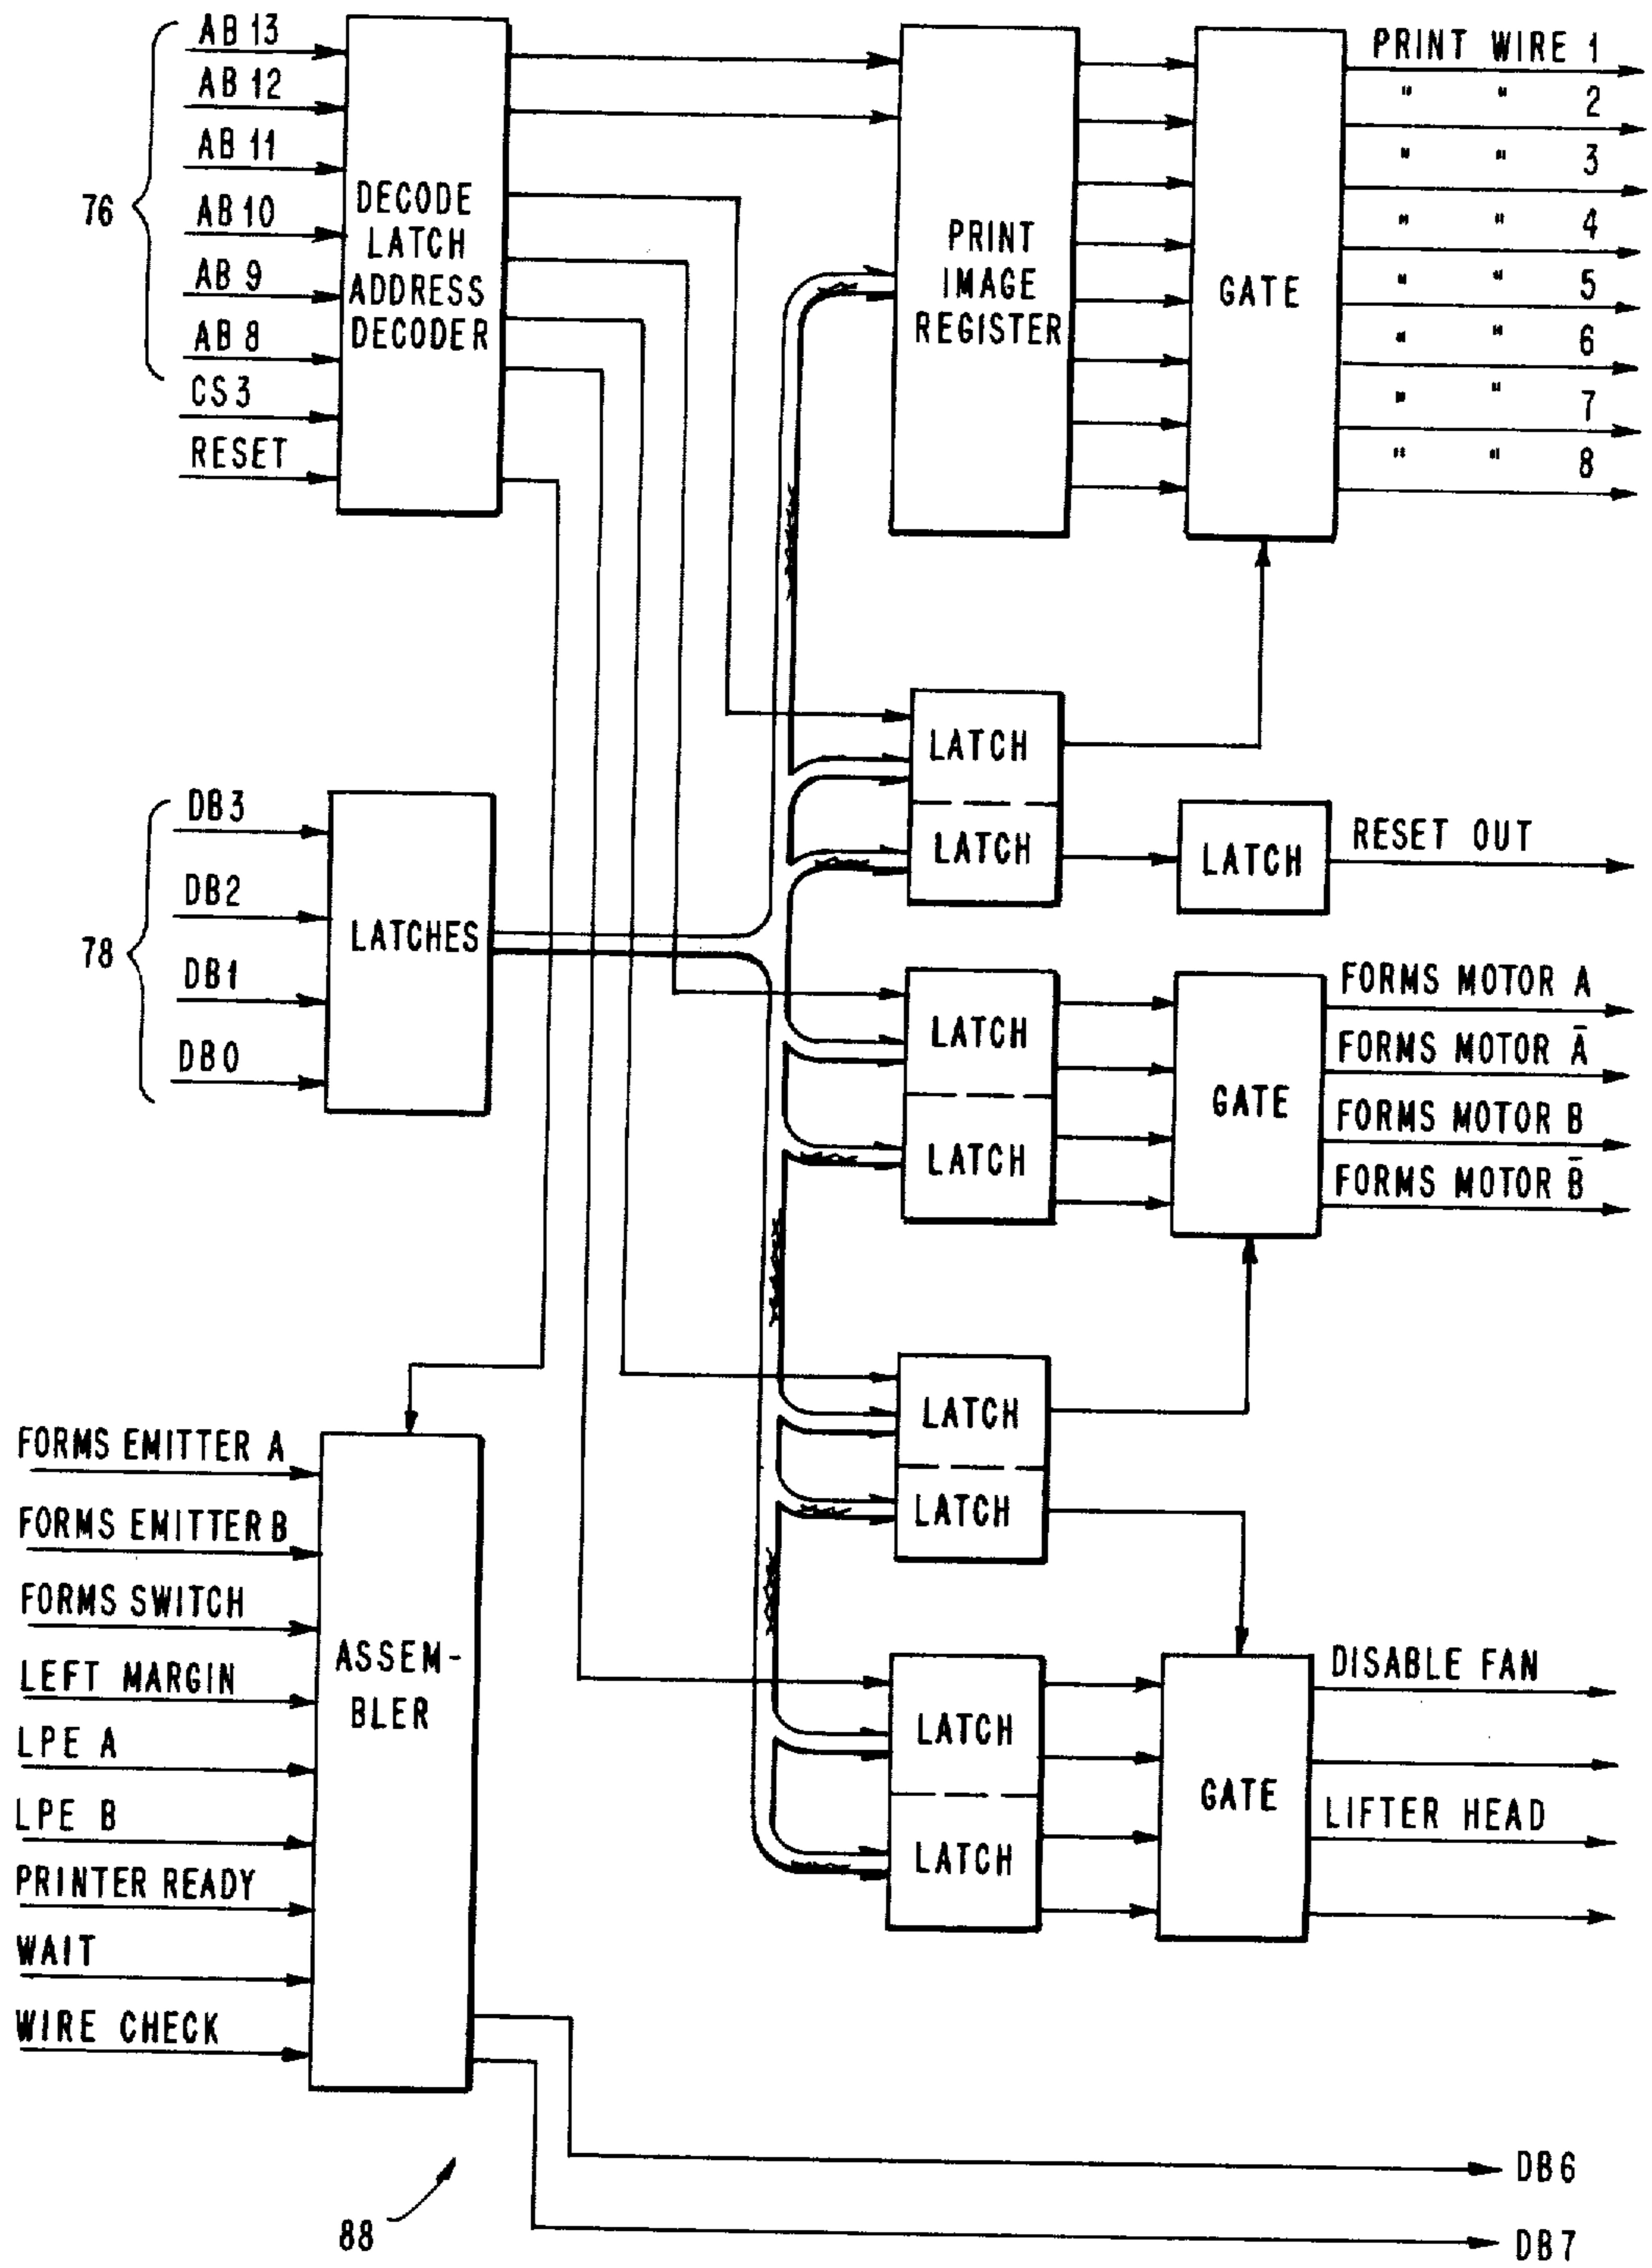 AB 13
AB 12
AB 11
AB 10
AB 9
AB 8
76
CS 3
RESET
DECODE
LATCH
ADDRESS
DECODER
PRINT
IMAGE
REGISTER
GATE
PRINT WIRE 1
" " 2
" " 3
" " 4
" " 5
" " 6
" " 7
" " 8
DB3
DB2
DB1
DB0
78
LATCHES
LATCH
LATCH
LATCH
RESET OUT
LATCH
LATCH
GATE
FORMS MOTOR A
FORMS MOTOR Ā
FORMS MOTOR B
FORMS MOTOR B̄
LATCH
LATCH
LATCH
LATCH
GATE
DISABLE FAN
LIFTER HEAD
FORMS EMITTER A
FORMS EMITTER B
FORMS SWITCH
LEFT MARGIN
LPE A
LPE B
PRINTER READY
WAIT
WIRE CHECK
ASSEM-
BLER
88
DB6
DB7